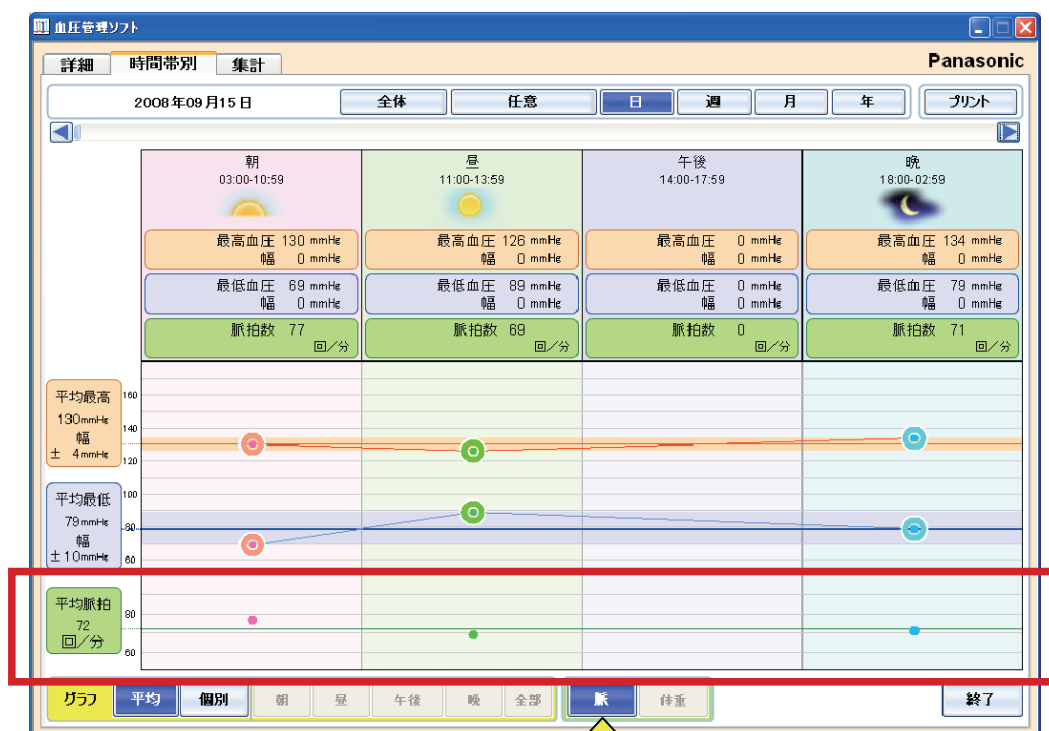 血圧管理ソフト
詳細 時間帯別 集計 Panasonic
2008年09月15日 全体 任意 日 週 月 年 プリント
朝 昼 午後 晩
03:00-10:59 11:00-13:59 14:00-17:59 18:00-02:59
最高血圧 130 mmHg 最高血圧 126 mmHg 最高血圧 0 mmHg 最高血圧 134 mmHg
幅 0 mmHg 幅 0 mmHg 幅 0 mmHg 幅 0 mmHg
最低血圧 69 mmHg 最低血圧 89 mmHg 最低血圧 0 mmHg 最低血圧 79 mmHg
幅 0 mmHg 幅 0 mmHg 幅 0 mmHg 幅 0 mmHg
脈拍数 77 脈拍数 69 脈拍数 0 脈拍数 71
回/分 回/分 回/分 回/分
平均最高 160
130mmHg
幅 140
± 4mmHg 120
平均最低 100
79mmHg 80
幅
±10mmHg 60
平均脈拍 80
72
回/分 60
グラフ 平均 個別 朝 昼 午後 晩 全部 脈 体重 終了